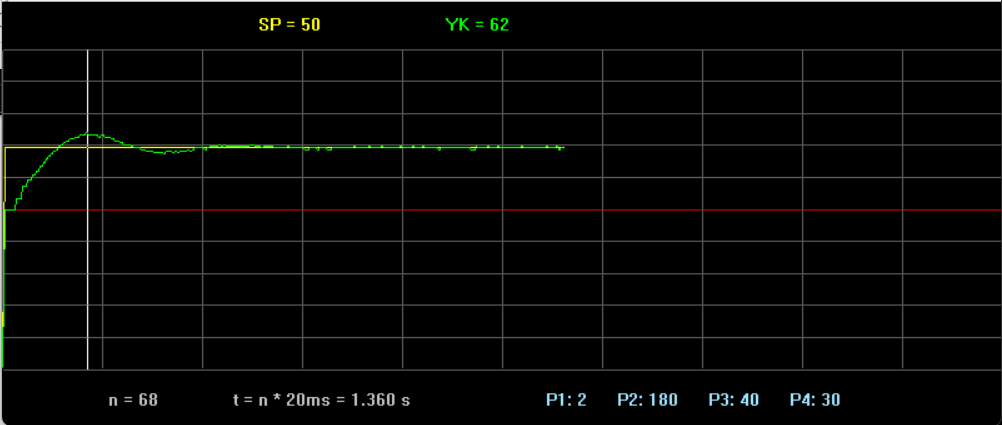 SP = 50 YK = 62
n = 68 t = n * 20ms = 1.360 s P1: 2 P2: 180 P3: 40 P4: 30